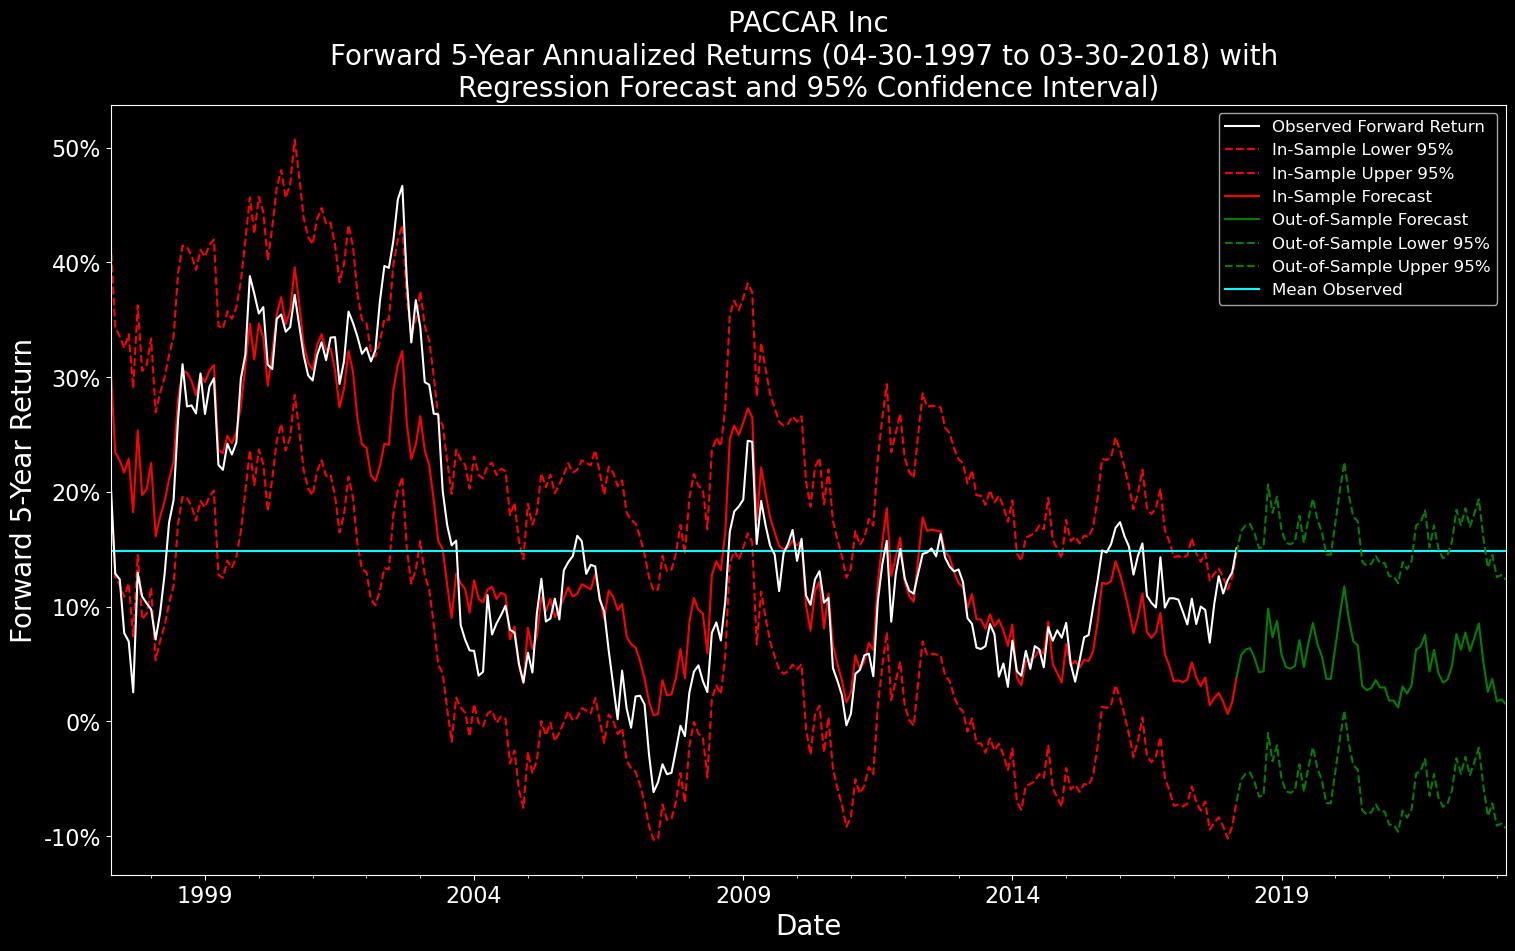 PACCAR Inc
Forward 5-Year Annualized Returns (04-30-1997 to 03-30-2018) with
Regression Forecast and 95% Confidence Interval)
Observed Forward Return
In-Sample Lower 95%
In-Sample Upper 95%
In-Sample Forecast
Out-of-Sample Forecast
Out-of-Sample Lower 95%
Out-of-Sample Upper 95%
Mean Observed
Forward 5-Year Return
50%
40%
30%
20%
10%
0%
-10%
1999
2004
2009
2014
2019
Date